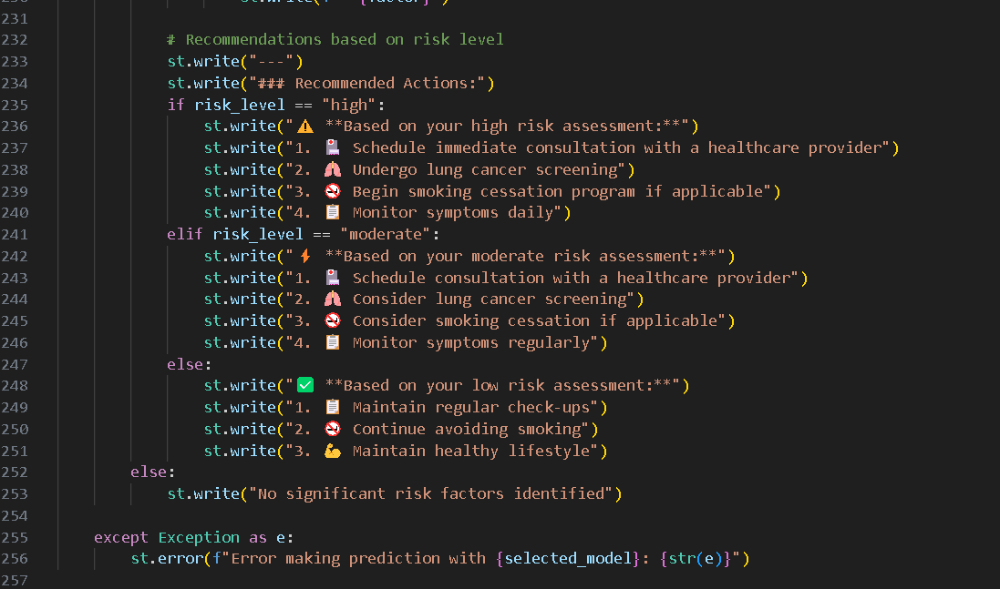 230 st.write(f" {factor}")
231
232 # Recommendations based on risk level
233 st.write("---")
234 st.write("### Recommended Actions:")
235 if risk_level == "high":
236 st.write("⚠️ **Based on your high risk assessment:**")
237 st.write("1. 🏥 Schedule immediate consultation with a healthcare provider")
238 st.write("2. 🫁 Undergo lung cancer screening")
239 st.write("3. 🚭 Begin smoking cessation program if applicable")
240 st.write("4. 📋 Monitor symptoms daily")
241 elif risk_level == "moderate":
242 st.write("⚡ **Based on your moderate risk assessment:**")
243 st.write("1. 🏥 Schedule consultation with a healthcare provider")
244 st.write("2. 🫁 Consider lung cancer screening")
245 st.write("3. 🚭 Consider smoking cessation if applicable")
246 st.write("4. 📋 Monitor symptoms regularly")
247 else:
248 st.write("✅ **Based on your low risk assessment:**")
249 st.write("1. 📋 Maintain regular check-ups")
250 st.write("2. 🚭 Continue avoiding smoking")
251 st.write("3. 💪 Maintain healthy lifestyle")
252 else:
253 st.write("No significant risk factors identified")
254
255 except Exception as e:
256 st.error(f"Error making prediction with {selected_model}: {str(e)}")
257